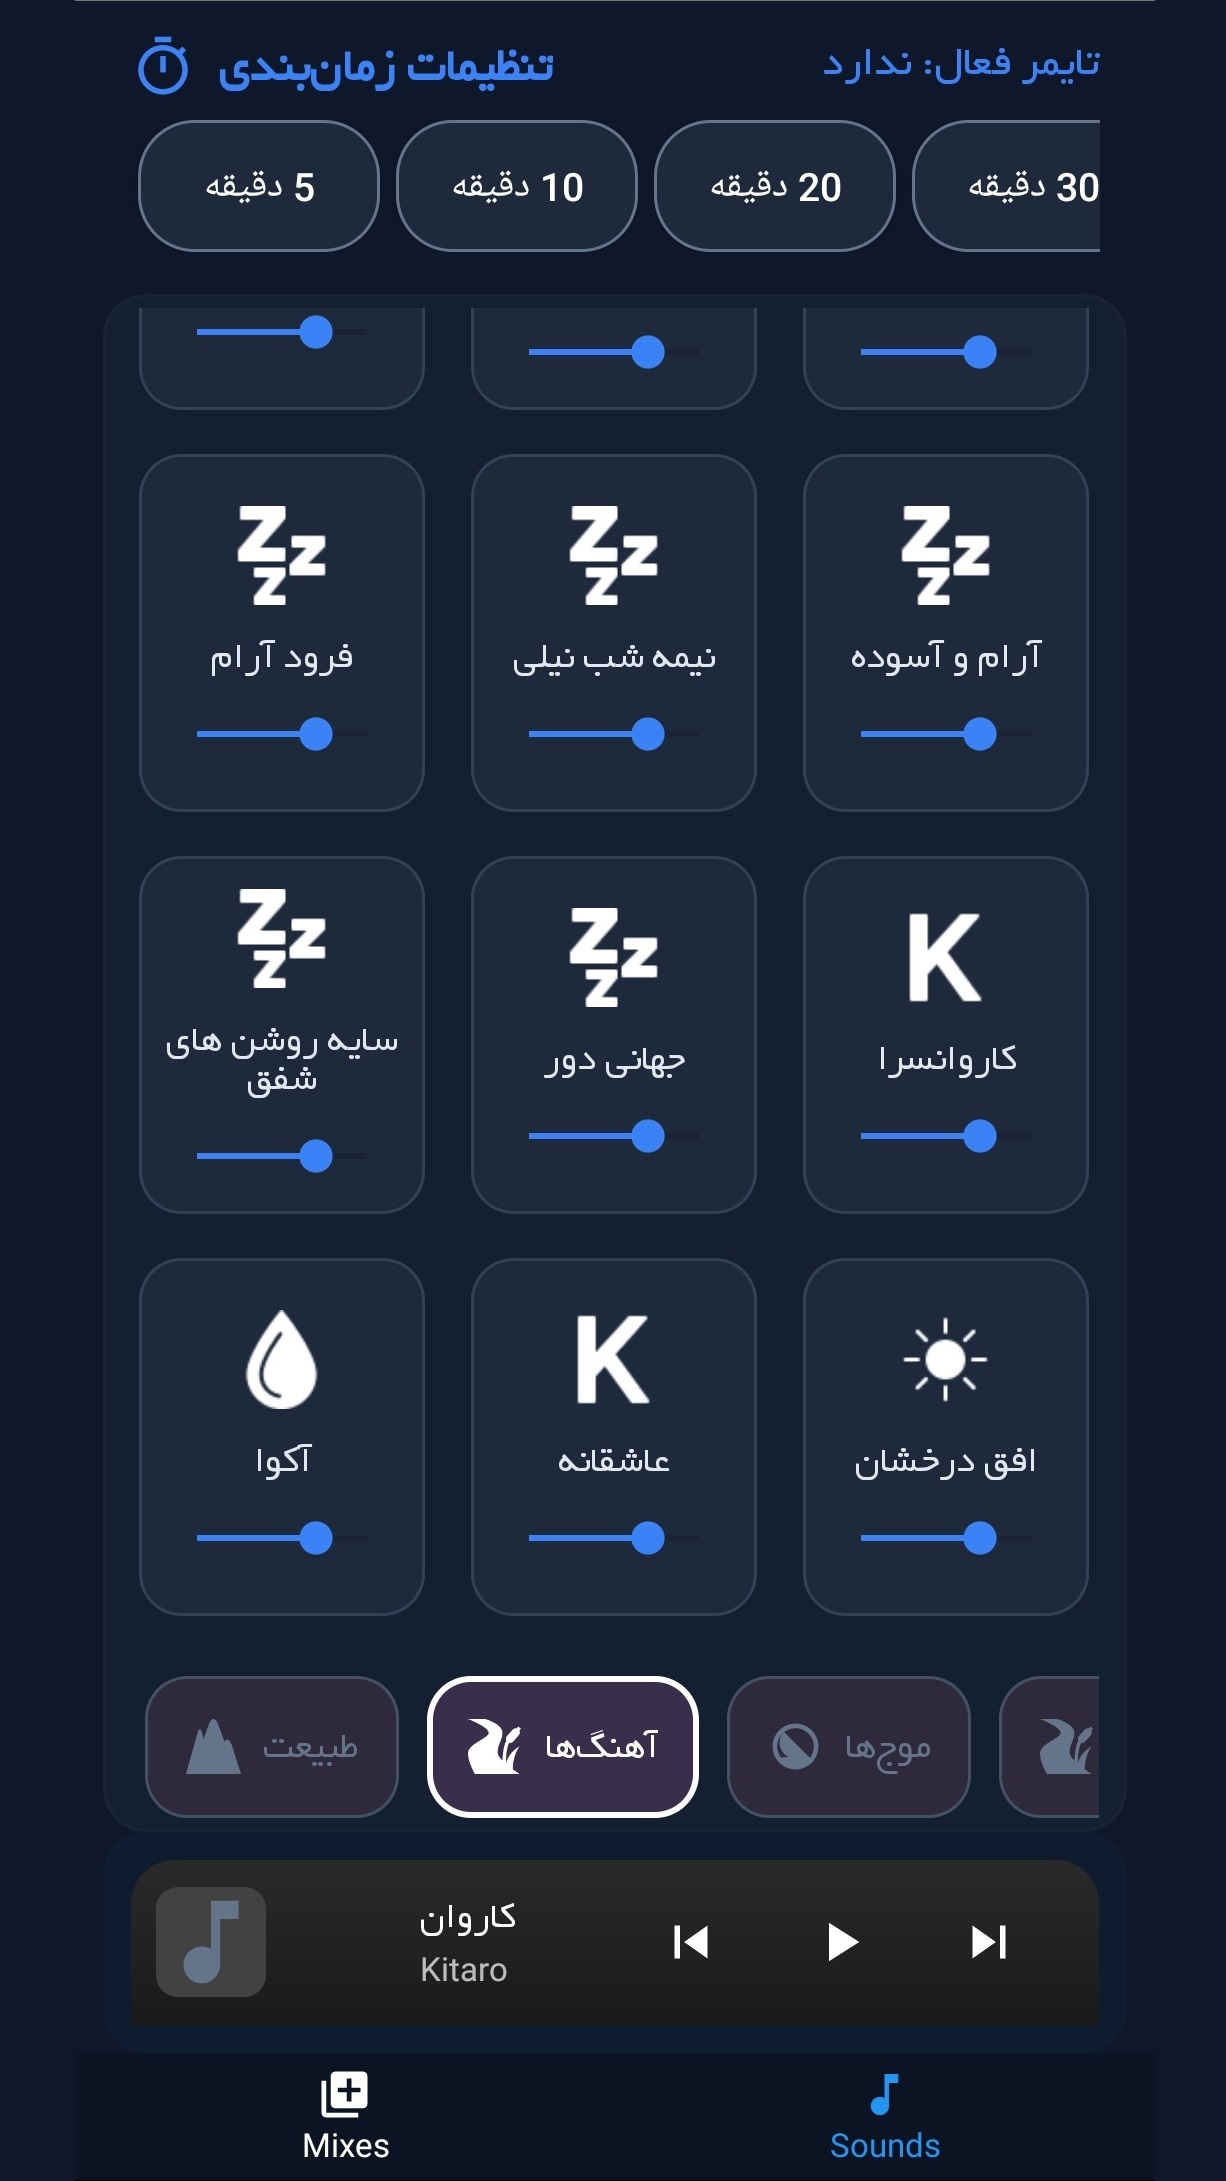 تنظیمات زمان‌بندی
تایمر فعال: ندارد
5 دقیقه
10 دقیقه
20 دقیقه
30 دقیقه
فرود آرام
نیمه شب نیلی
آرام و آسوده
سایه روشن های
شفق
جهانی دور
K
کاروانسرا
آکوا
K
عاشقانه
افق درخشان
طبیعت
آهنگ‌ها
موج‌ها
کاروان
Kitaro
Mixes
Sounds